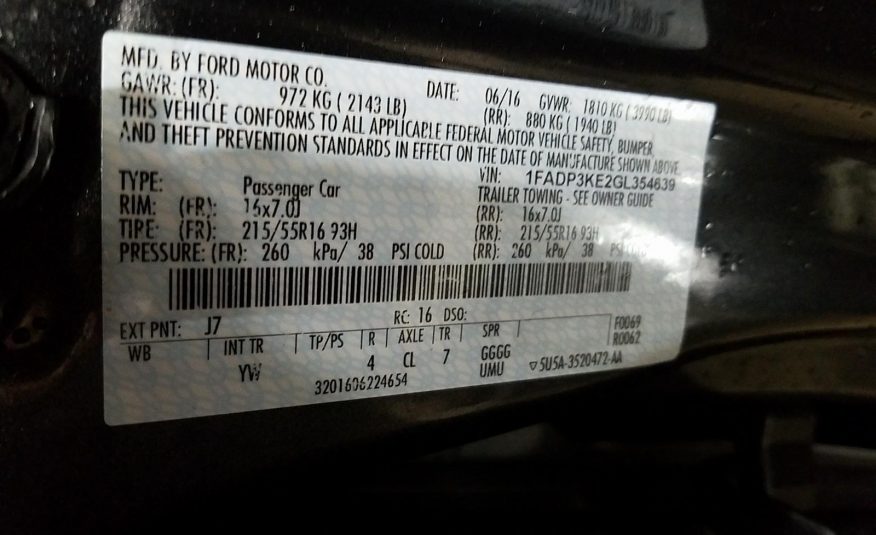 MFD. BY FORD MOTOR CO.
DATE: 06/16 GVWR: 1810 KG ( 3990 LB)
GAWR: (FR): 972 KG ( 2143 LB) (RR): 880 KG ( 1940 LB)
THIS VEHICLE CONFORMS TO ALL APPLICABLE FEDERAL MOTOR VEHICLE SAFETY, BUMPER
AND THEFT PREVENTION STANDARDS IN EFFECT ON THE DATE OF MANUFACTURE SHOWN ABOVE.
VIN: 1FADP3KE2GL354639
TYPE: Passenger Car TRAILER TOWING - SEE OWNER GUIDE
RIM: (FR): 16x7.0J (RR): 16x7.0J
TIRE: (FR): 215/55R16 93H (RR): 215/55R16 93H
PRESSURE: (FR): 260 kPa/ 38 PSI COLD (RR): 260 kPa/ 38 PSI
EXT PNT: J7 RC: 16 DSO: F0069
R0062
WB INT TR TP/PS R AXLE TR SPR
YW 4 CL 7 GGGG
UMU ▽5U5A-3520472-AA
3201606224654